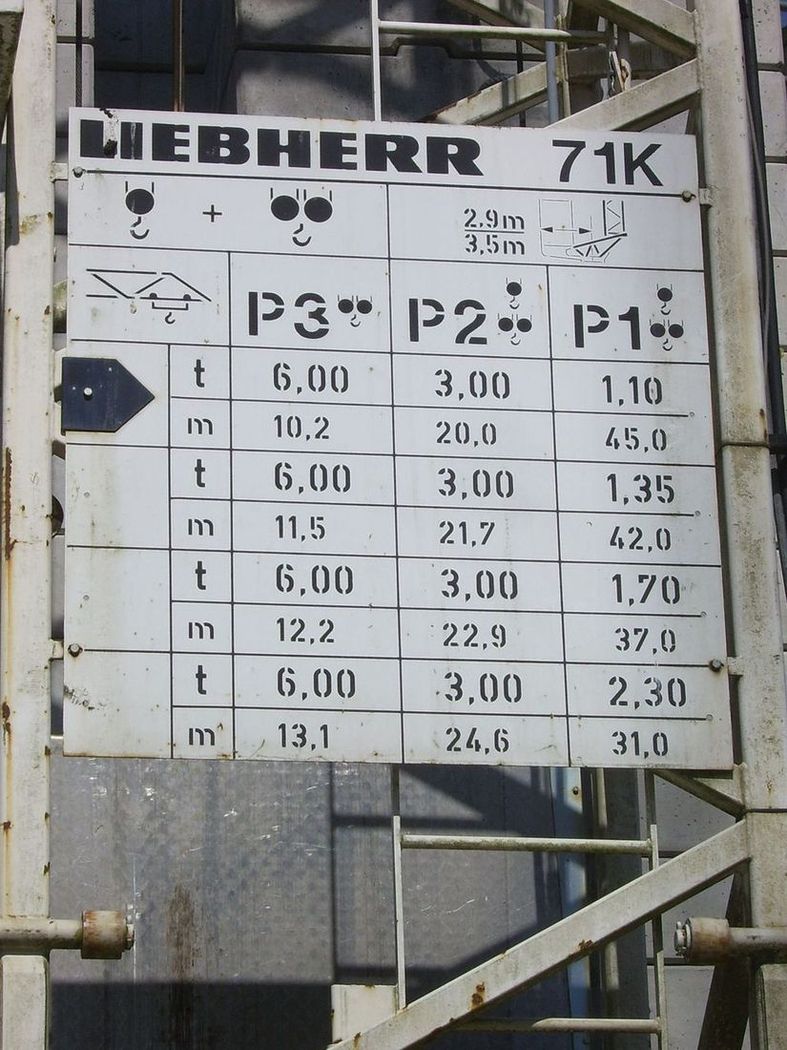 LIEBHERR 71K
+ 2,9m
3,5m
P3 P2 P1
t 6,00 3,00 1,10
m 10,2 20,0 45,0
t 6,00 3,00 1,35
m 11,5 21,7 42,0
t 6,00 3,00 1,70
m 12,2 22,9 37,0
t 6,00 3,00 2,30
m 13,1 24,6 31,0